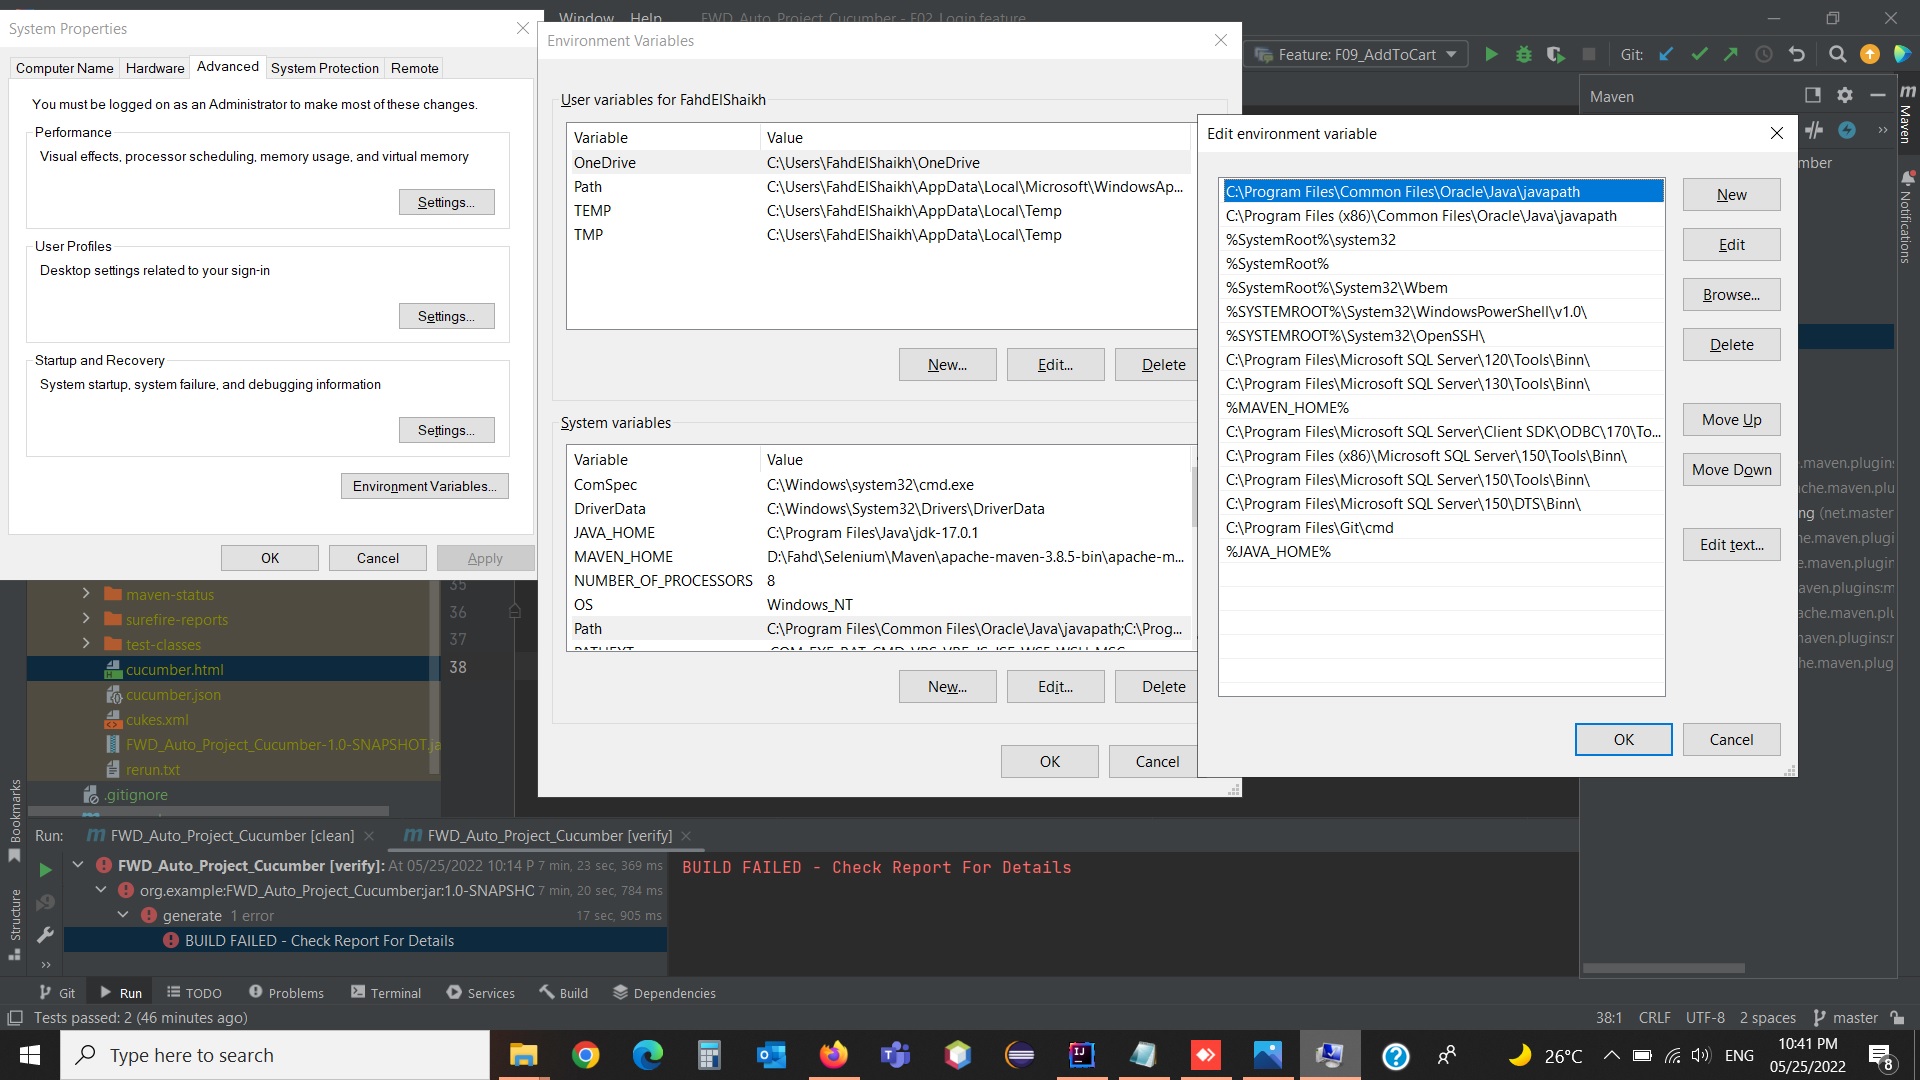 System Properties
Computer Name
Hardware
Advanced
System Protection
Remote
You must be logged on as an Administrator to make most of these changes.
Performance
Visual effects, processor scheduling, memory usage, and virtual memory
Settings...
User Profiles
Desktop settings related to your sign-in
Settings...
Startup and Recovery
System startup, system failure, and debugging information
Settings...
Environment Variables...
OK
Cancel
Apply
Window
Help
FWD_Auto_Project_Cucumber - F02_Login.feature
Environment Variables
User variables for FahdElShaikh
Variable
Value
OneDrive
C:\Users\FahdElShaikh\OneDrive
Path
C:\Users\FahdElShaikh\AppData\Local\Microsoft\WindowsAp...
TEMP
C:\Users\FahdElShaikh\AppData\Local\Temp
TMP
C:\Users\FahdElShaikh\AppData\Local\Temp
New...
Edit...
Delete
System variables
Variable
Value
ComSpec
C:\Windows\system32\cmd.exe
DriverData
C:\Windows\System32\Drivers\DriverData
JAVA_HOME
C:\Program Files\Java\jdk-17.0.1
MAVEN_HOME
D:\Fahd\Selenium\Maven\apache-maven-3.8.5-bin\apache-m...
NUMBER_OF_PROCESSORS
8
OS
Windows_NT
Path
C:\Program Files\Common Files\Oracle\Java\javapath;C:\Prog...
New...
Edit...
Delete
OK
Cancel
Feature: F09_AddToCart
Git:
Maven
Maven
Notifications
mber
Edit environment variable
C:\Program Files\Common Files\Oracle\Java\javapath
C:\Program Files (x86)\Common Files\Oracle\Java\javapath
%SystemRoot%\system32
%SystemRoot%
%SystemRoot%\System32\Wbem
%SYSTEMROOT%\System32\WindowsPowerShell\v1.0\
%SYSTEMROOT%\System32\OpenSSH\
C:\Program Files\Microsoft SQL Server\120\Tools\Binn\
C:\Program Files\Microsoft SQL Server\130\Tools\Binn\
%MAVEN_HOME%
C:\Program Files\Microsoft SQL Server\Client SDK\ODBC\170\To...
C:\Program Files (x86)\Microsoft SQL Server\150\Tools\Binn\
C:\Program Files\Microsoft SQL Server\150\Tools\Binn\
C:\Program Files\Microsoft SQL Server\150\DTS\Binn\
C:\Program Files\Git\cmd
%JAVA_HOME%
New
Edit
Browse...
Delete
Move Up
Move Down
Edit text...
OK
Cancel
.maven.plugins
che.maven.plu
ng (net.master
.maven.plugi
e.maven.plugin
aven.plugins:m
ache.maven.plu
naven.plugins:r
he.maven.plug
maven-status
surefire-reports
test-classes
cucumber.html
cucumber.json
cukes.xml
FWD_Auto_Project_Cucumber-1.0-SNAPSHOT.ja
rerun.txt
.gitignore
35
36
37
38
Bookmarks
Structure
Run:
FWD_Auto_Project_Cucumber [clean]
FWD_Auto_Project_Cucumber [verify]
FWD_Auto_Project_Cucumber [verify]: At 05/25/2022 10:14 P 7 min, 23 sec, 369 ms
org.example:FWD_Auto_Project_Cucumber:jar:1.0-SNAPSHO 7 min, 20 sec, 784 ms
generate 1 error 17 sec, 905 ms
BUILD FAILED - Check Report For Details
BUILD FAILED - Check Report For Details
Git
Run
TODO
Problems
Terminal
Services
Build
Dependencies
Tests passed: 2 (46 minutes ago)
38:1
CRLF
UTF-8
2 spaces
master
Type here to search
26°C
ENG
10:41 PM
05/25/2022
8